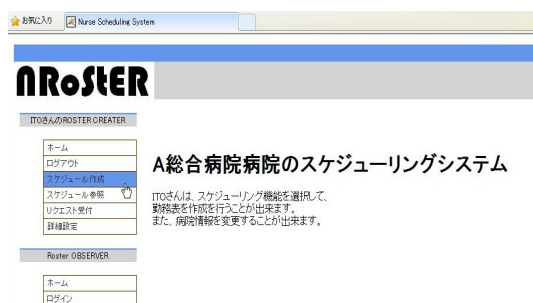 お気に入り
Nurse Scheduling System
NRoStER
ITOさんのROSTER CREATER
ホーム
ログアウト
スケジュール作成
スケジュール参照
リクエスト受付
詳細設定
A総合病院病院のスケジューリングシステム
ITOさんは、スケジューリング機能を選択して、
勤務表を作成を行うことが出来ます。
また、病院情報を変更することが出来ます。
Roster OBSERVER
ホーム
ログイン